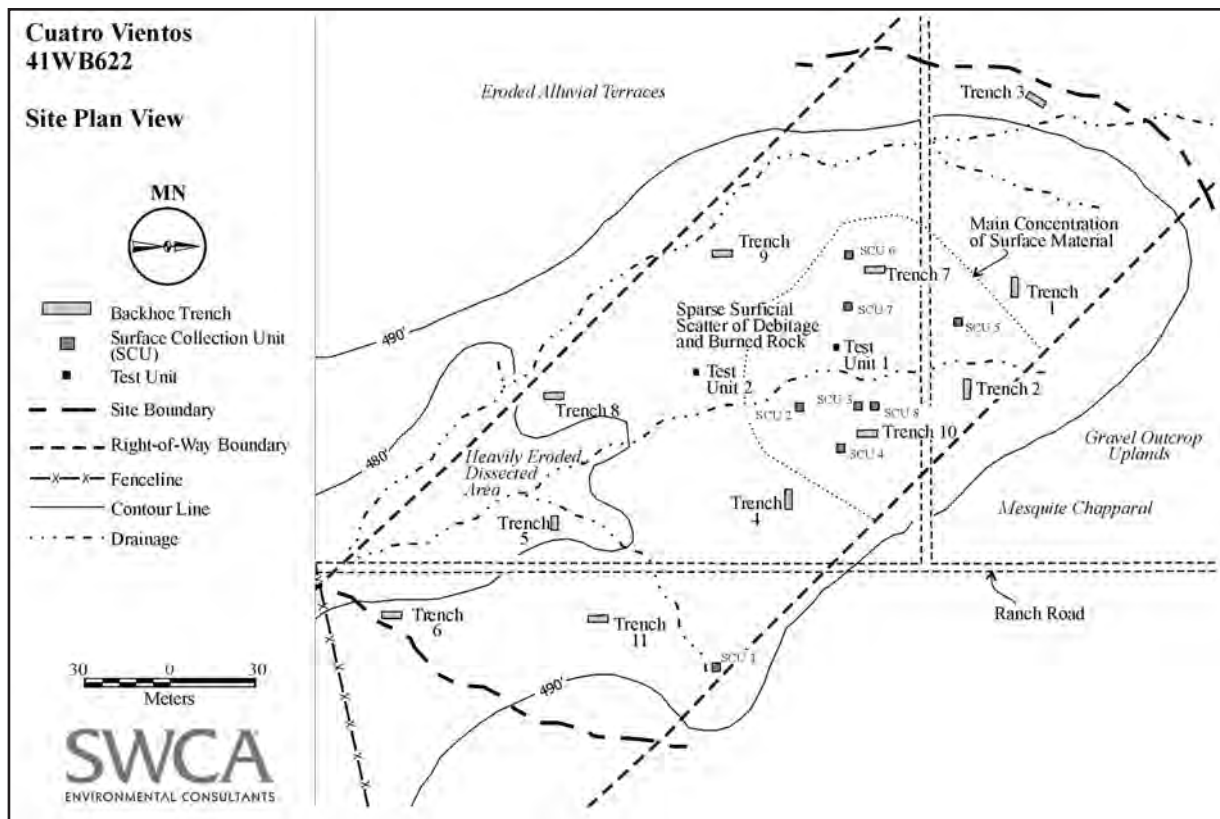 Cuatro Vientos
41WB622
Site Plan View
MN
Backhoe Trench
Surface Collection Unit
(SCU)
Test Unit
Site Boundary
Right-of-Way Boundary
Fenceline
Contour Line
Drainage
30 0 30
Meters
SWCA
ENVIRONMENTAL CONSULTANTS
Eroded Alluvial Terraces
Trench 3
Main Concentration
of Surface Material
Trench
9
SCU 6
Trench 7
Trench
1
490'
Sparse Surficial
Scatter of Debitage
and Burned Rock
SCU 7
SCU 5
Test
Unit 1
Test
Unit 2
Trench 2
Trench 8
SCU 2
SCU 3
SCU 8
Trench 10
SCU 4
480'
Heavily Eroded
Dissected
Area
Gravel Outcrop
Uplands
Mesquite Chapparal
Trench
4
Trench
5
Ranch Road
Trench
6
Trench
11
SCU 1
490'